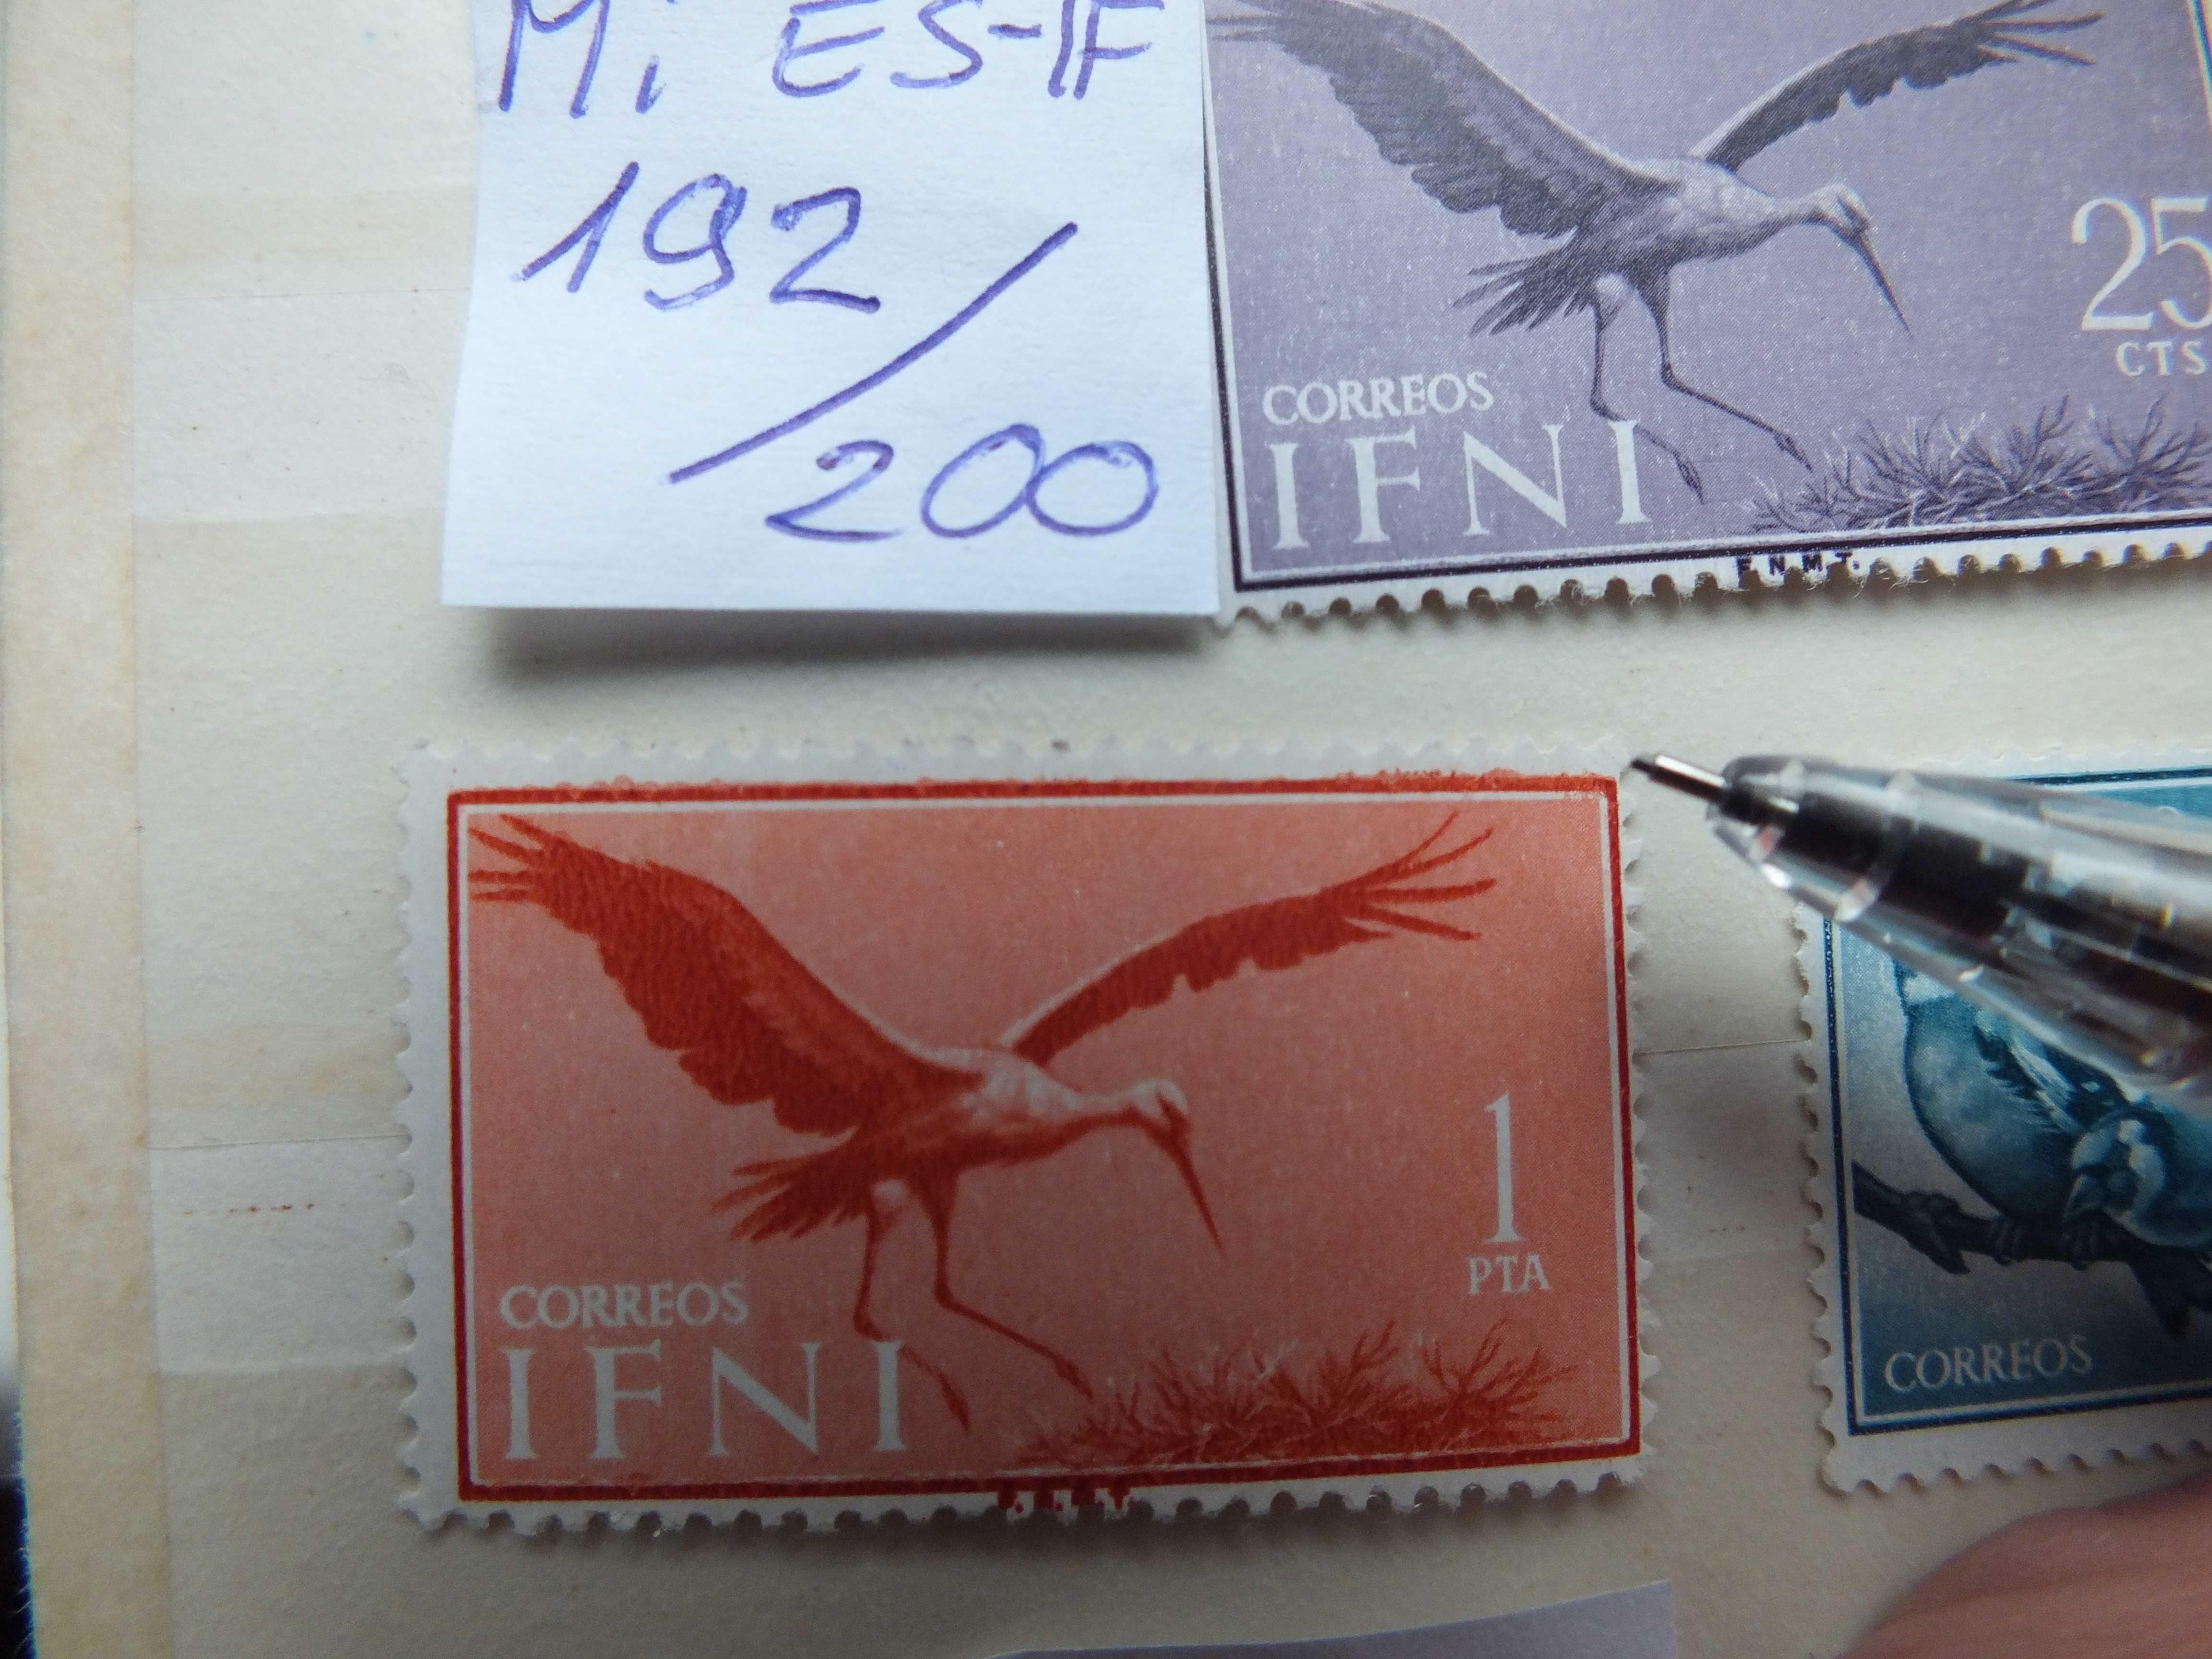 Mi ES-IF
192/
/200
25
CTS
CORREOS
IFNI
F.N.M.T.
1
PTA
CORREOS
IFNI
CORREOS